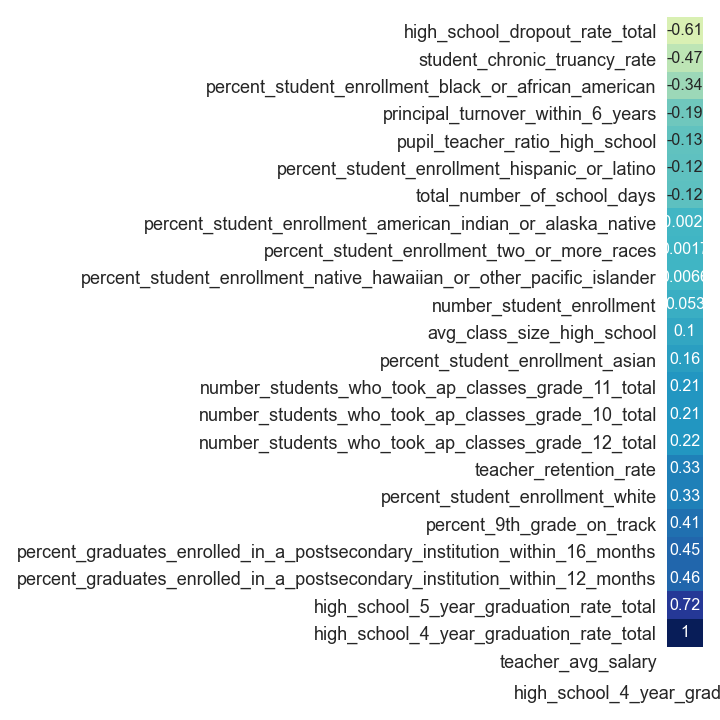 high_school_dropout_rate_total -0.61
student_chronic_truancy_rate -0.47
percent_student_enrollment_black_or_african_american -0.34
principal_turnover_within_6_years -0.19
pupil_teacher_ratio_high_school -0.13
percent_student_enrollment_hispanic_or_latino -0.12
total_number_of_school_days -0.12
percent_student_enrollment_american_indian_or_alaska_native
percent_student_enrollment_two_or_more_races
percent_student_enrollment_native_hawaiian_or_other_pacific_islander
number_student_enrollment 0.053
avg_class_size_high_school 0.1
percent_student_enrollment_asian 0.16
number_students_who_took_ap_classes_grade_11_total 0.21
number_students_who_took_ap_classes_grade_10_total 0.21
number_students_who_took_ap_classes_grade_12_total 0.22
teacher_retention_rate 0.33
percent_student_enrollment_white 0.33
percent_9th_grade_on_track 0.41
percent_graduates_enrolled_in_a_postsecondary_institution_within_16_months 0.45
percent_graduates_enrolled_in_a_postsecondary_institution_within_12_months 0.46
high_school_5_year_graduation_rate_total 0.72
high_school_4_year_graduation_rate_total 1
teacher_avg_salary
high_school_4_year_grad